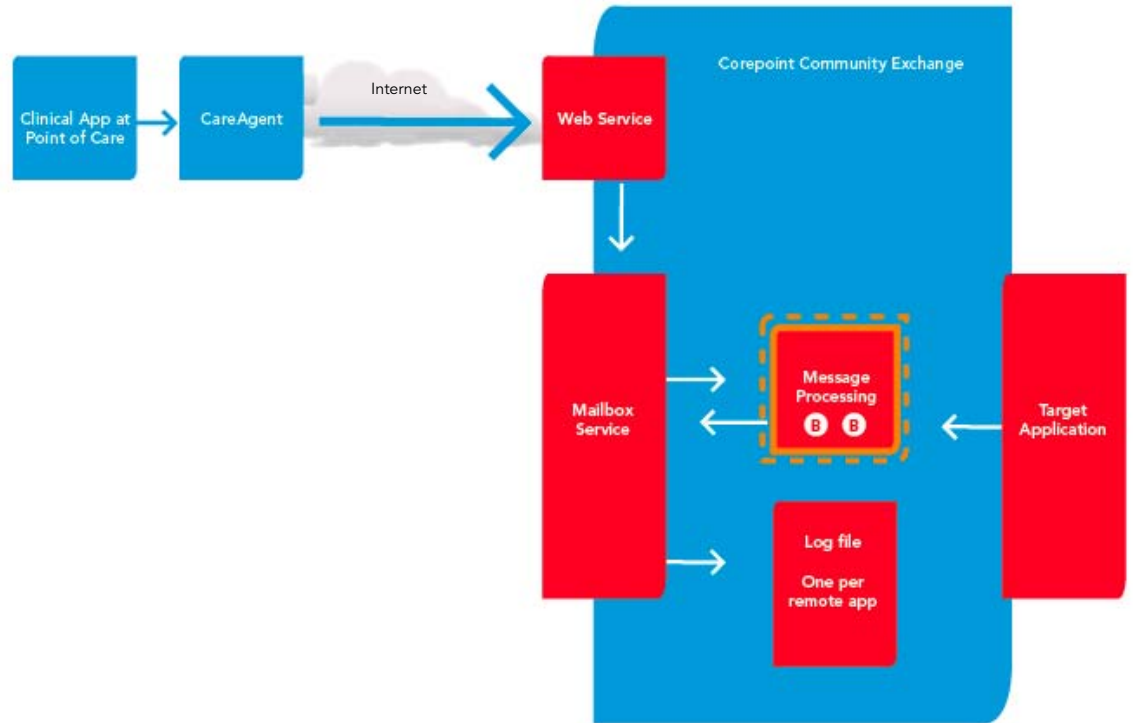 Corepoint Community Exchange
Clinical App at
Point of Care
CareAgent
Internet
Web Service
Mailbox
Service
Message
Processing
B B
Target
Application
Log file
One per
remote app